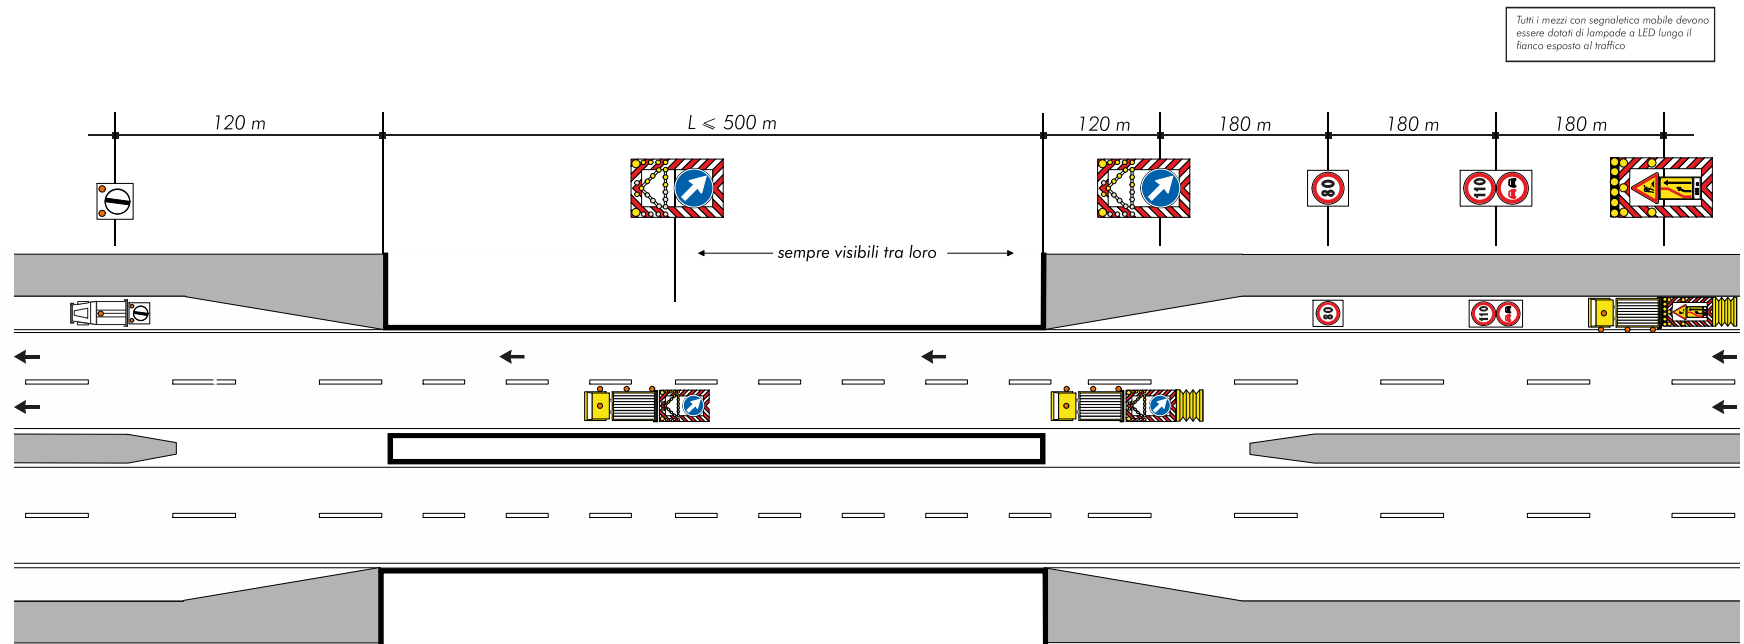 Tutti i mezzi con segnaletica mobile devono
essere dotati di lampade a LED lungo il
fianco esposto al traffico
120 m
L ⩽ 500 m
120 m
180 m
180 m
180 m
80
110
sempre visibili tra loro
80
110